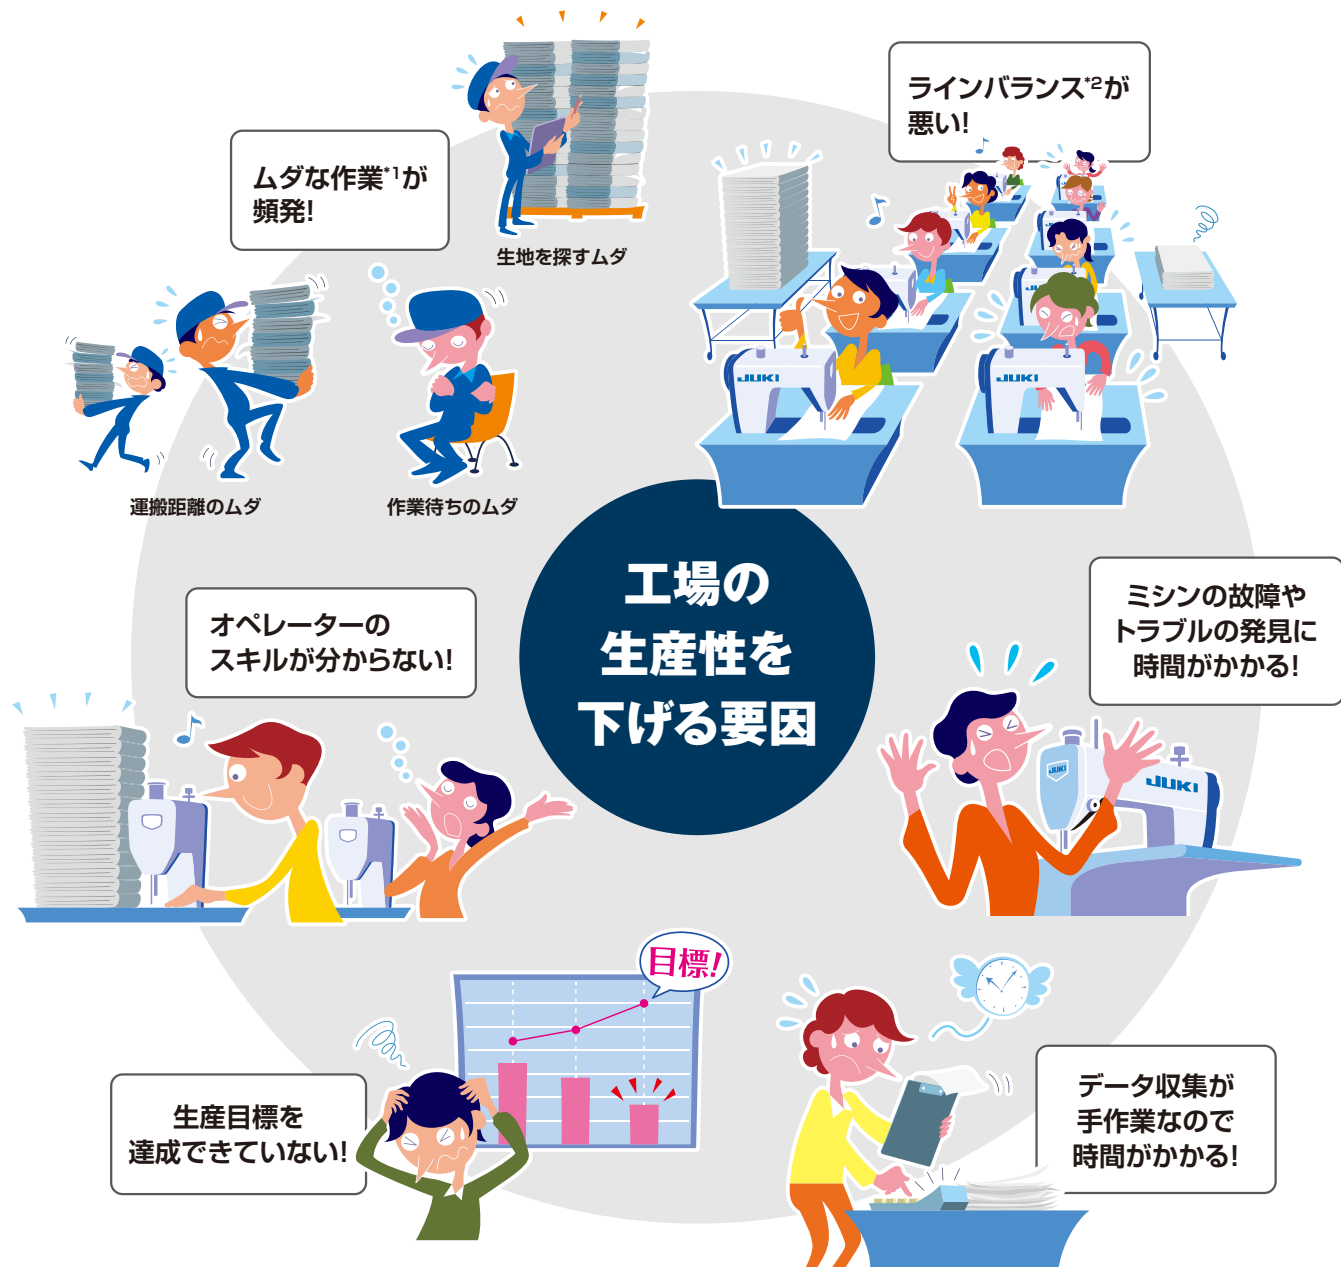 ムダな作業*1が
頻発!
生地を探すムダ
運搬距離のムダ
作業待ちのムダ
ラインバランス*2が
悪い!
JUKI
JUKI
工場の
生産性を
下げる要因
オペレーターの
スキルが分からない!
ミシンの故障や
トラブルの発見に
時間がかかる!
JUKI
JUKI
目標!
生産目標を
達成できていない!
データ収集が
手作業なので
時間がかかる!